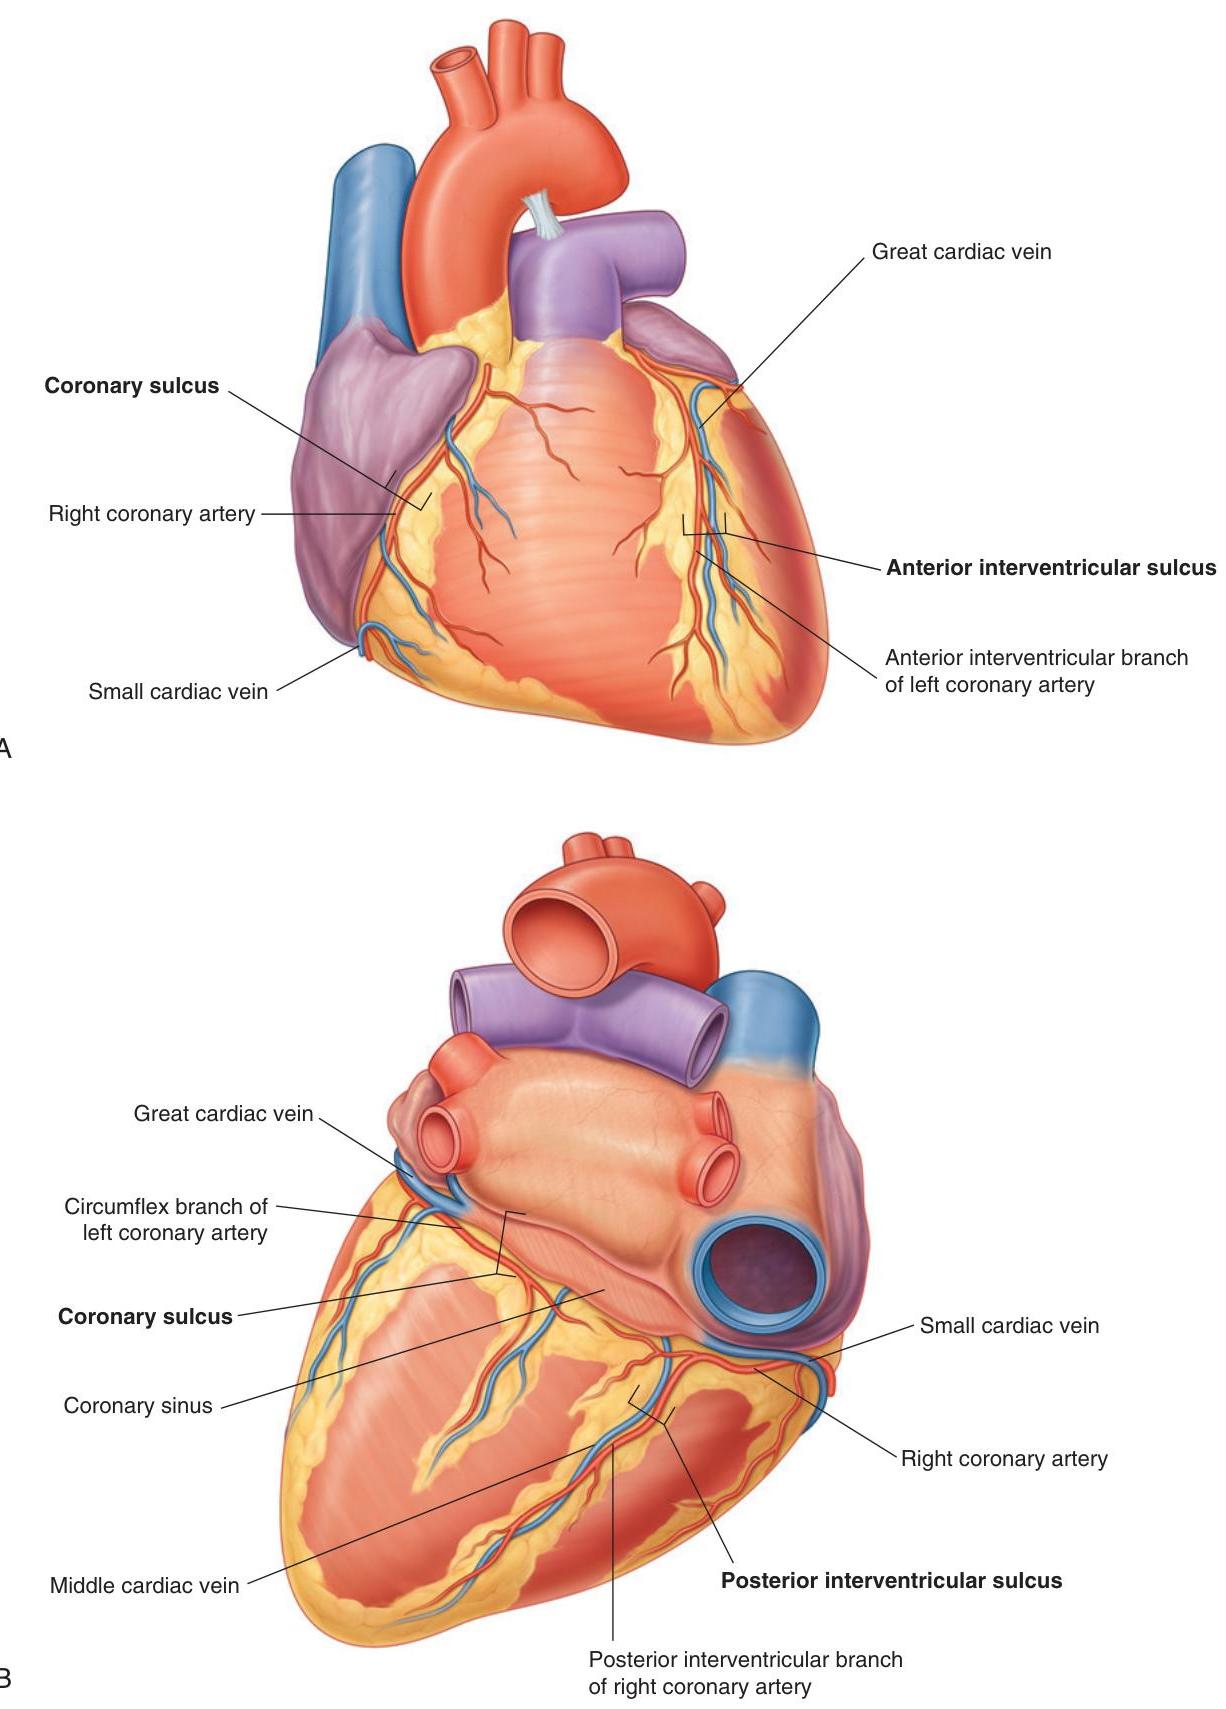 Great cardiac vein
Coronary sulcus
Right coronary artery
Anterior interventricular sulcus
Anterior interventricular branch
of left coronary artery
Small cardiac vein
A
Great cardiac vein
Circumflex branch of
left coronary artery
Coronary sulcus
Small cardiac vein
Coronary sinus
Right coronary artery
Middle cardiac vein
Posterior interventricular sulcus
Posterior interventricular branch
of right coronary artery
B